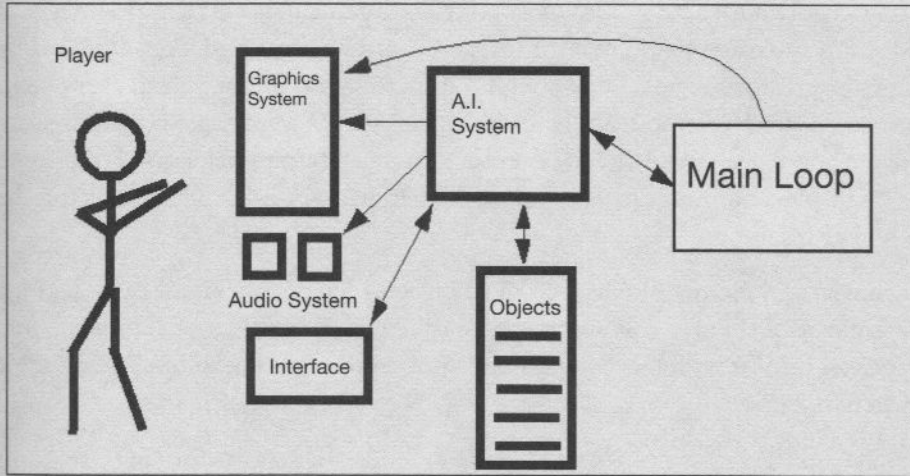 Player
Graphics
System
A.I.
System
Main Loop
Audio System
Objects
Interface